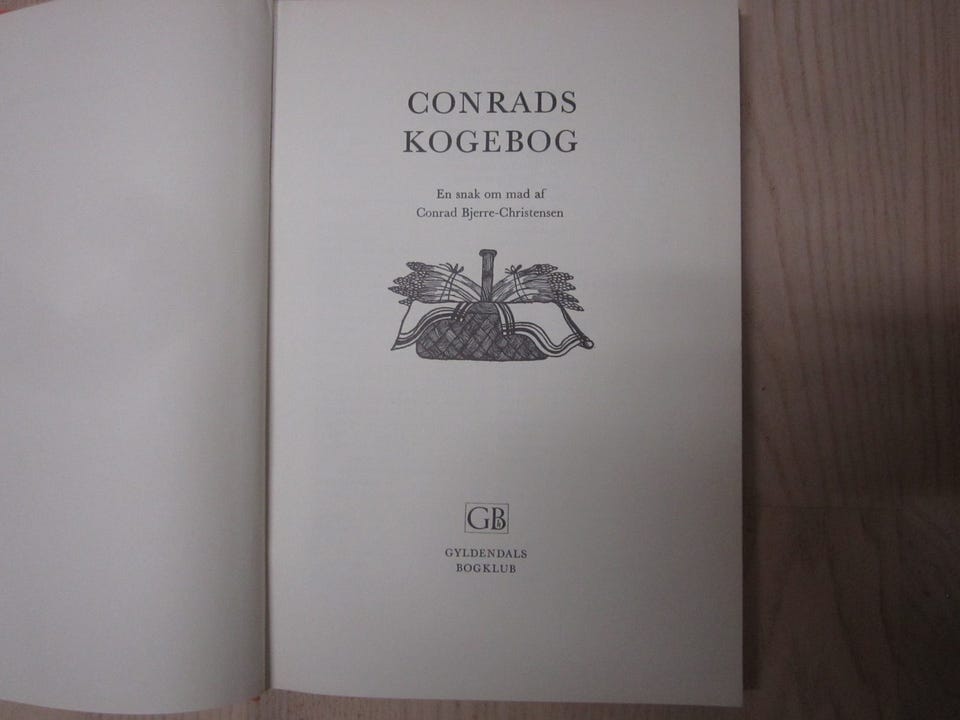 CONRADS
KOGEBOG
En snak om mad af
Conrad Bjerre-Christensen
GB
GYLDENDALS
BOGKLUB